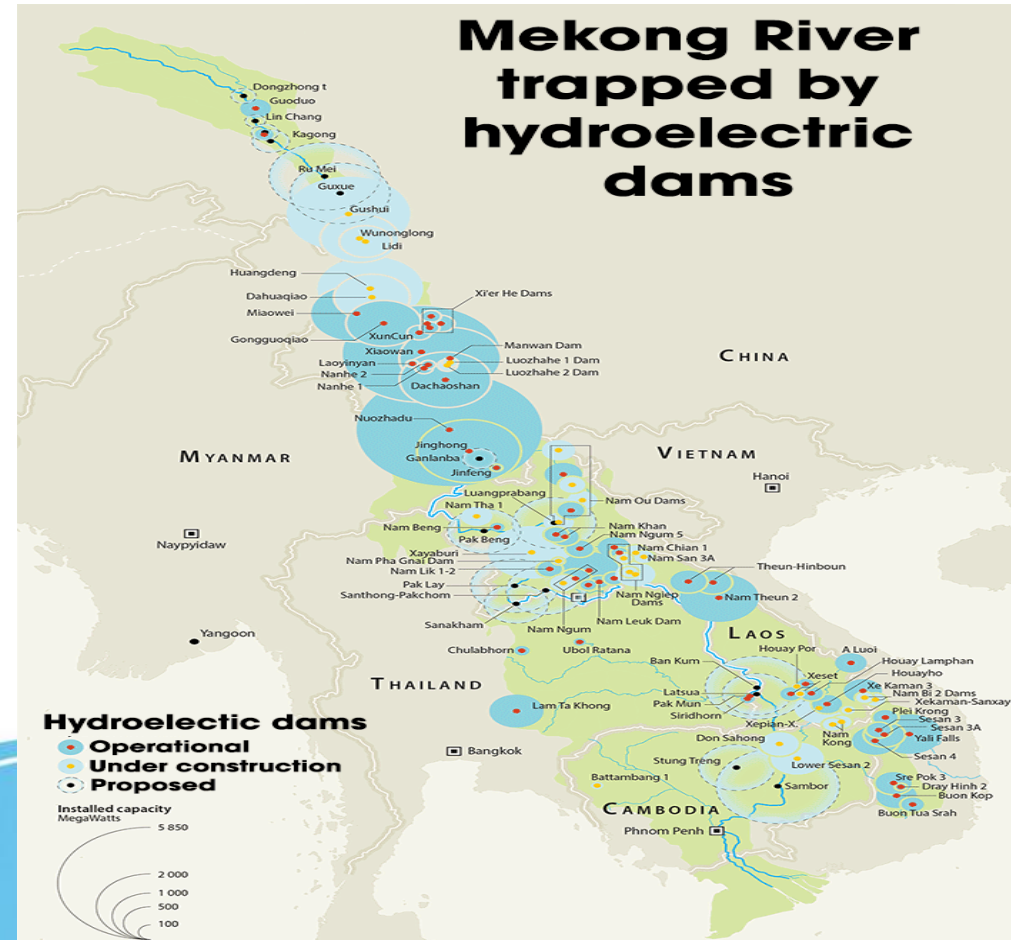 Mekong River
trapped by
hydroelectric
dams
Dongzhong t
Guoduo
Lin Chang
Kagong
Ru Mei
Guxue
Gushui
Wunonglong
Lidi
Huangdeng
Dahuaqiao
Miaowei
Gongguoqiao
Xi'er He Dams
XunCun
Xiaowan
Laoyinyan
Nanhe 2
Nanhe 1
Manwan Dam
Luozhahe 1 Dam
Luozhahe 2 Dam
Dachaoshan
CHINA
Nuozhadu
Jinghong
Ganlanba
Jinfeng
MYANMAR
VIETNAM
Hanoi
Luangprabang
Nam Tha 1
Nam Ou Dams
Nam Beng
Pak Beng
Nam Khan
Nam Ngum 5
Naypyidaw
Xayaburi
Nam Pha Gnai Dam
Nam Lik 1-2
Pak Lay
Santhong-Pakchom
Sanakham
Nam Chian 1
Nam San 3A
Theun-Hinboun
Nam Theun 2
Nam Ngiep
Dams
Nam Leuk Dam
Nam Ngum
Yangoon
Chulabhorn
Ubol Ratana
LAOS
Ban Kum
Houay Por
A Luoi
Houay Lamphan
Houayho
Xeset
Xe Kaman 3
Nam Bi 2 Dams
Xekaman-Sanxay
THAILAND
Lam Ta Khong
Latsua
Pak Mun
Siridhorn
Xepian-X.
Plei Krong
Sesan 3
Sesan 3A
Yali Falls
Sesan 4
Nam
Kong
Don Sahong
Bangkok
Stung Treng
Lower Sesan 2
Battambang 1
Sambor
Sre Pok 3
Dray Hinh 2
Buon Kop
Buon Tua Srah
CAMBODIA
Phnom Penh
Hydroelectic dams
Operational
Under construction
Proposed
Installed capacity
MegaWatts
5 850
2 000
1 000
500
100